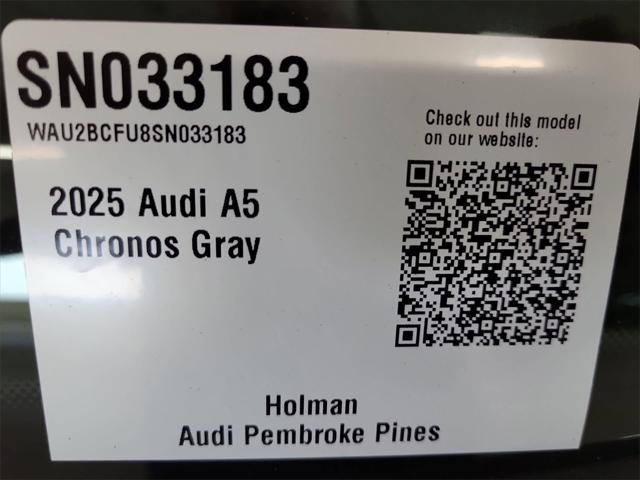 SN033183
WAU2BCFU8SN033183
Check out this model
on our website:
2025 Audi A5
Chronos Gray
Holman
Audi Pembroke Pines